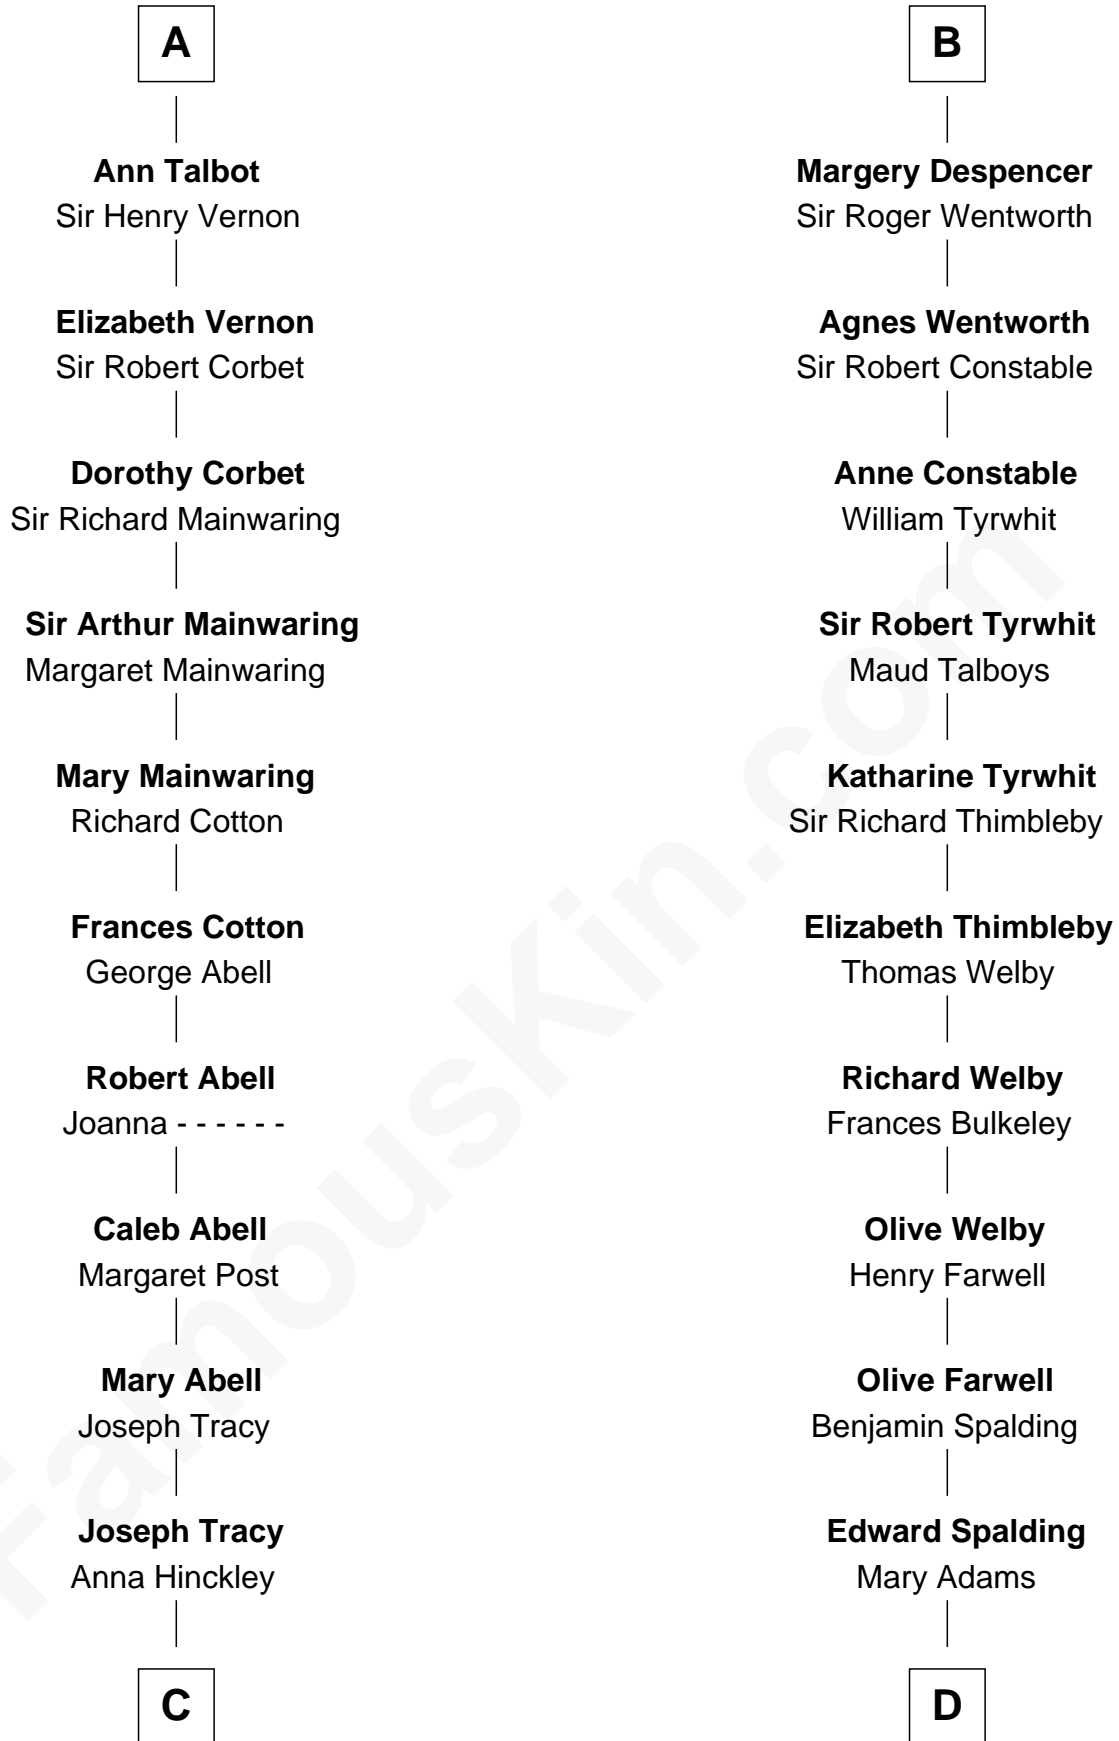 A
Ann Talbot
Sir Henry Vernon
Elizabeth Vernon
Sir Robert Corbet
Dorothy Corbet
Sir Richard Mainwaring
Sir Arthur Mainwaring
Margaret Mainwaring
Mary Mainwaring
Richard Cotton
Frances Cotton
George Abell
Robert Abell
Joanna - - - - - -
Caleb Abell
Margaret Post
Mary Abell
Joseph Tracy
Joseph Tracy
Anna Hinckley
C
B
Margery Despencer
Sir Roger Wentworth
Agnes Wentworth
Sir Robert Constable
Anne Constable
William Tyrwhit
Sir Robert Tyrwhit
Maud Talboys
Katharine Tyrwhit
Sir Richard Thimbleby
Elizabeth Thimbleby
Thomas Welby
Richard Welby
Frances Bulkeley
Olive Welby
Henry Farwell
Olive Farwell
Benjamin Spalding
Edward Spalding
Mary Adams
D
FamousKin.com